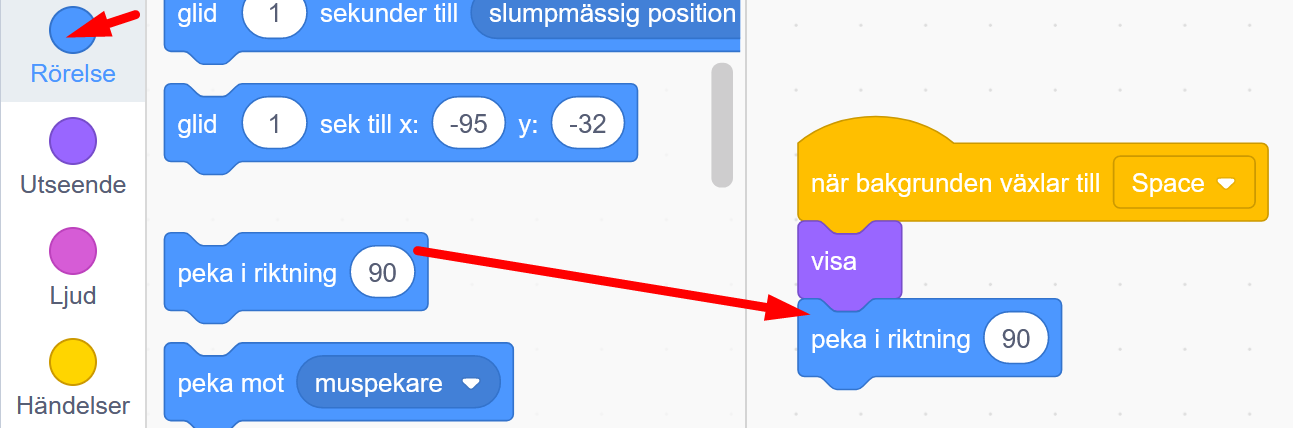 Rörelse
Utseende
Ljud
Händelser
glid 1 sekunder till slumpmässig position
glid 1 sek till x: -95 y: -32
peka i riktning 90
peka mot muspekare
när bakgrunden växlar till Space
visa
peka i riktning 90